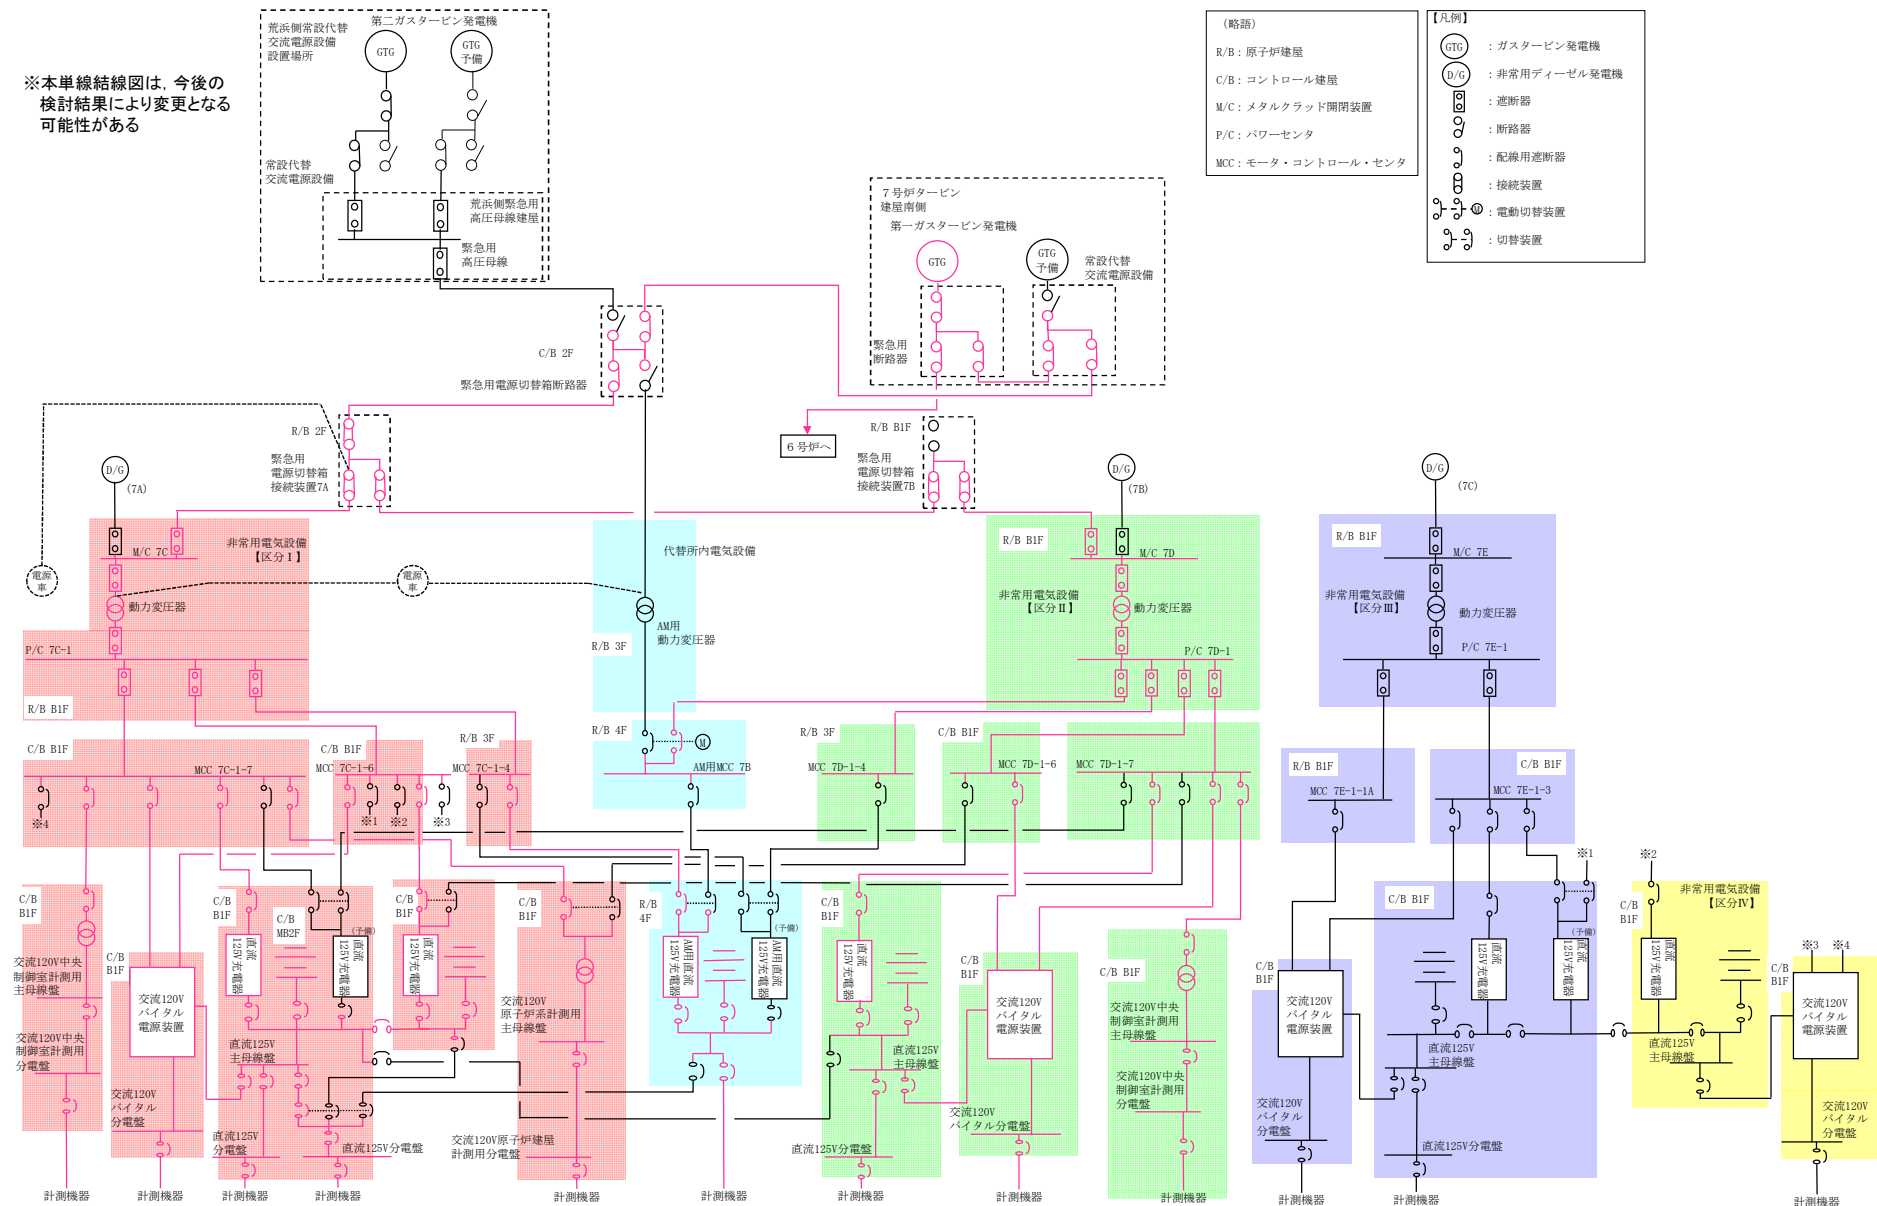 ※本単線結線図は，今後の
検討結果により変更となる
可能性がある
荒浜側常設代替
交流電源設備
設置場所
第二ガスタービン発電機
GTG
GTG
予備
常設代替
交流電源設備
荒浜側緊急用
高圧母線建屋
緊急用
高圧母線
（略語）
R/B：原子炉建屋
C/B：コントロール建屋
M/C：メタルクラッド開閉装置
P/C：パワーセンタ
MCC：モータ・コントロール・センタ
【凡例】
GTG ：ガスタービン発電機
D/G ：非常用ディーゼル発電機
：遮断器
：断路器
：配線用遮断器
：接続装置
M ：電動切替装置
：切替装置
7号炉タービン
建屋南側
第一ガスタービン発電機
GTG
GTG
予備
常設代替
交流電源設備
緊急用
断路器
C/B 2F
緊急用電源切替箱断路器
6号炉へ
R/B 2F
緊急用
電源切替箱
接続装置7A
R/B B1F
緊急用
電源切替箱
接続装置7B
D/G
(7A)
D/G
(7B)
D/G
(7C)
電源
車
電源
車
M/C 7C
非常用電気設備
【区分Ⅰ】
動力変圧器
P/C 7C-1
R/B B1F
代替所内電気設備
AM用
動力変圧器
R/B 3F
R/B B1F
M/C 7D
非常用電気設備
【区分Ⅱ】
動力変圧器
P/C 7D-1
R/B B1F
M/C 7E
非常用電気設備
【区分Ⅲ】
動力変圧器
P/C 7E-1
C/B B1F
MCC 7C-1-7
※4
C/B B1F
MCC 7C-1-6
※1
※2
※3
R/B 3F
MCC 7C-1-4
R/B 4F
M
AM用MCC 7B
R/B 3F
MCC 7D-1-4
C/B B1F
MCC 7D-1-6
MCC 7D-1-7
R/B B1F
MCC 7E-1-1A
C/B B1F
MCC 7E-1-3
※1
※2
C/B
B1F
交流120V中央
制御室計測用
主母線盤
交流120V中央
制御室計測用
分電盤
計測機器
C/B
B1F
交流120V
バイタル
電源装置
交流120V
バイタル
分電盤
計測機器
C/B
B1F
直流
125V充電器
C/B
MB2F
(予備)
直流
125V充電器
直流125V
主母線盤
直流125V
分電盤
計測機器
直流125V分電盤
計測機器
C/B
B1F
直流
125V充電器
C/B
B1F
交流120V
原子炉系計測用
主母線盤
交流120V原子炉建屋
計測用分電盤
計測機器
R/B
4F
AM用直流
125V充電器
(予備)
AM用直流
125V充電器
計測機器
C/B
B1F
直流
125V充電器
直流125V
主母線盤
直流125V分電盤
計測機器
C/B
B1F
交流120V
バイタル
電源装置
交流120V
バイタル分電盤
計測機器
C/B B1F
交流120V中央
制御室計測用
主母線盤
交流120V中央
制御室計測用
分電盤
計測機器
C/B
B1F
交流120V
バイタル
電源装置
交流120V
バイタル
分電盤
計測機器
C/B B1F
直流
125V充電器
(予備)
直流
125V充電器
直流125V
主母線盤
直流125V分電盤
計測機器
非常用電気設備
【区分Ⅳ】
C/B
B1F
直流
125V充電器
直流125V
主母線盤
※3
※4
C/B
B1F
交流120V
バイタル
電源装置
交流120V
バイタル
分電盤
計測機器